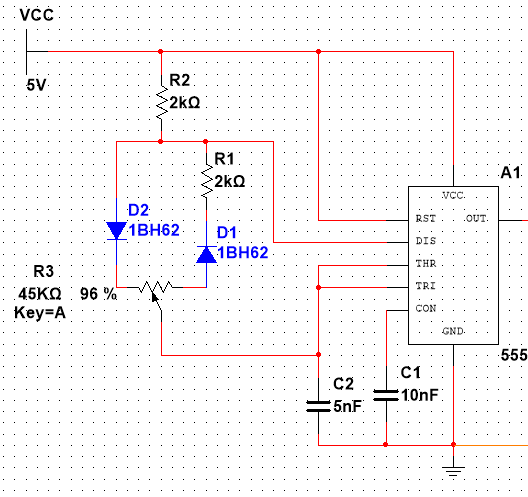 VCC
5V
R2
2kΩ
R1
2kΩ
D2
1BH62
D1
1BH62
R3
45KΩ 96 %
Key=A
A1
VCC
RST OUT
DIS
THR
TRI
CON
GND
555
C2
5nF
C1
10nF